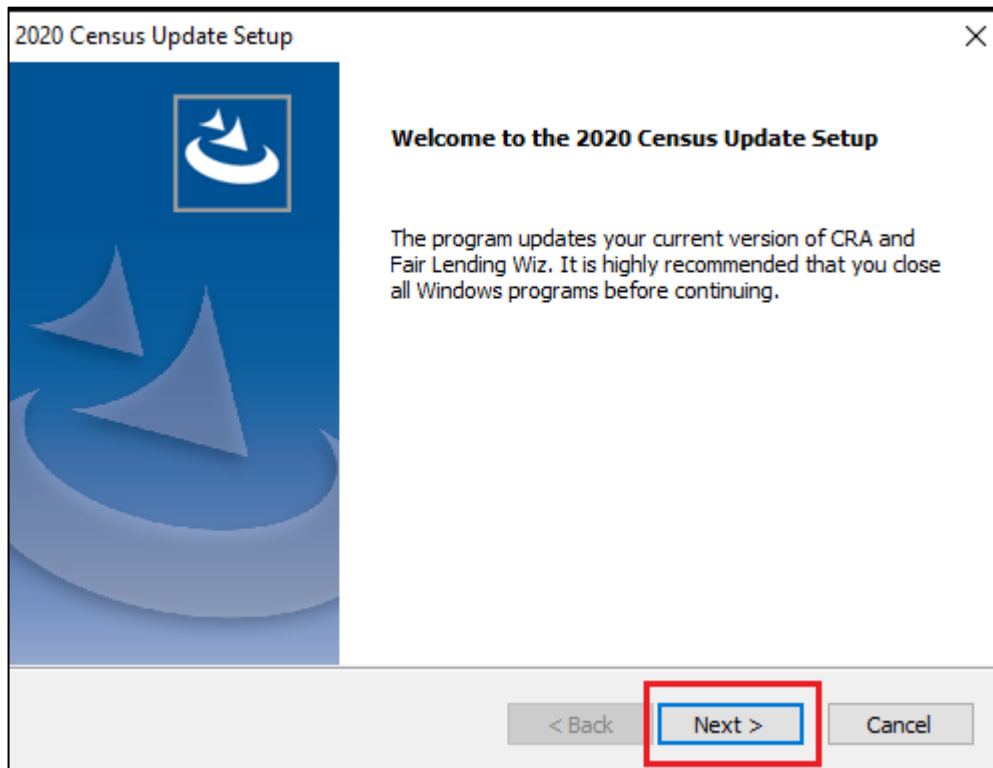 2020 Census Update Setup
Welcome to the 2020 Census Update Setup
The program updates your current version of CRA and
Fair Lending Wiz. It is highly recommended that you close
all Windows programs before continuing.
< Back Next > Cancel